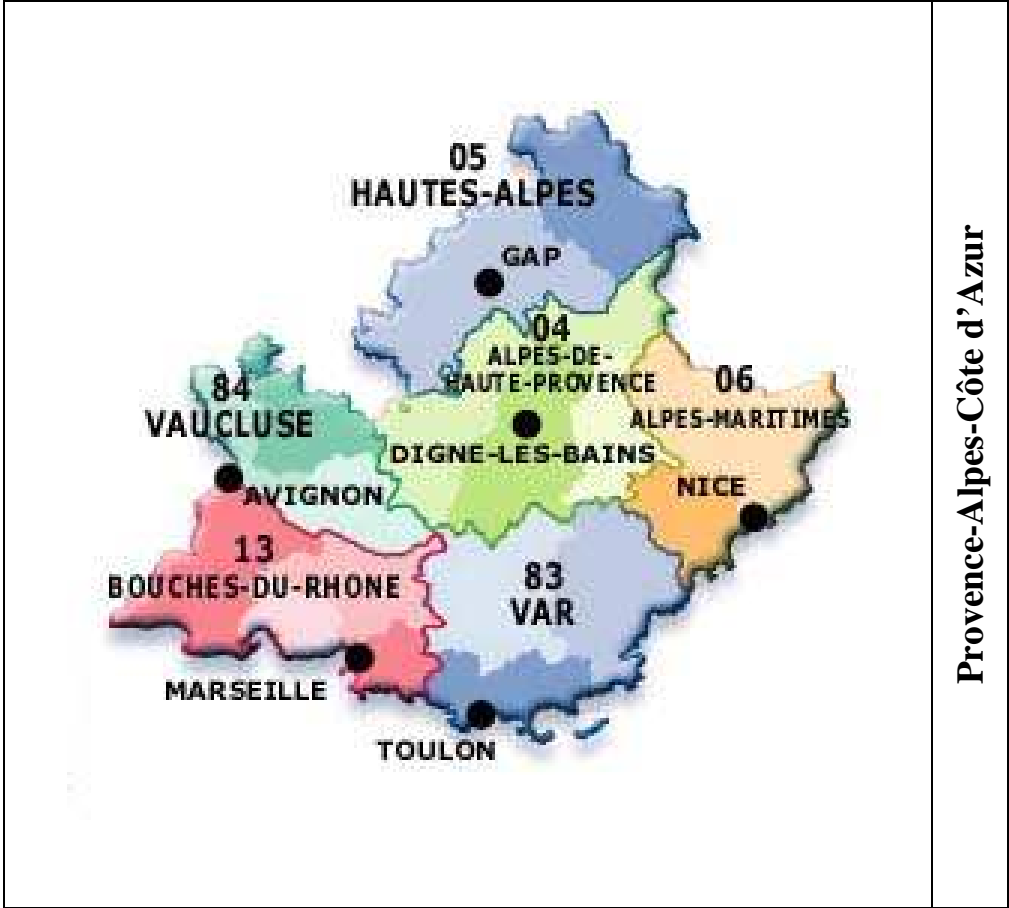 05
HAUTES-ALPES
GAP
04
ALPES-DE-
HAUTE-PROVENCE
06
ALPES-MARITIMES
84
VAUCLUSE
DIGNE-LES-BAINS
AVIGNON
NICE
13
BOUCHES-DU-RHONE
83
VAR
MARSEILLE
TOULON
Provence-Alpes-Côte d'Azur